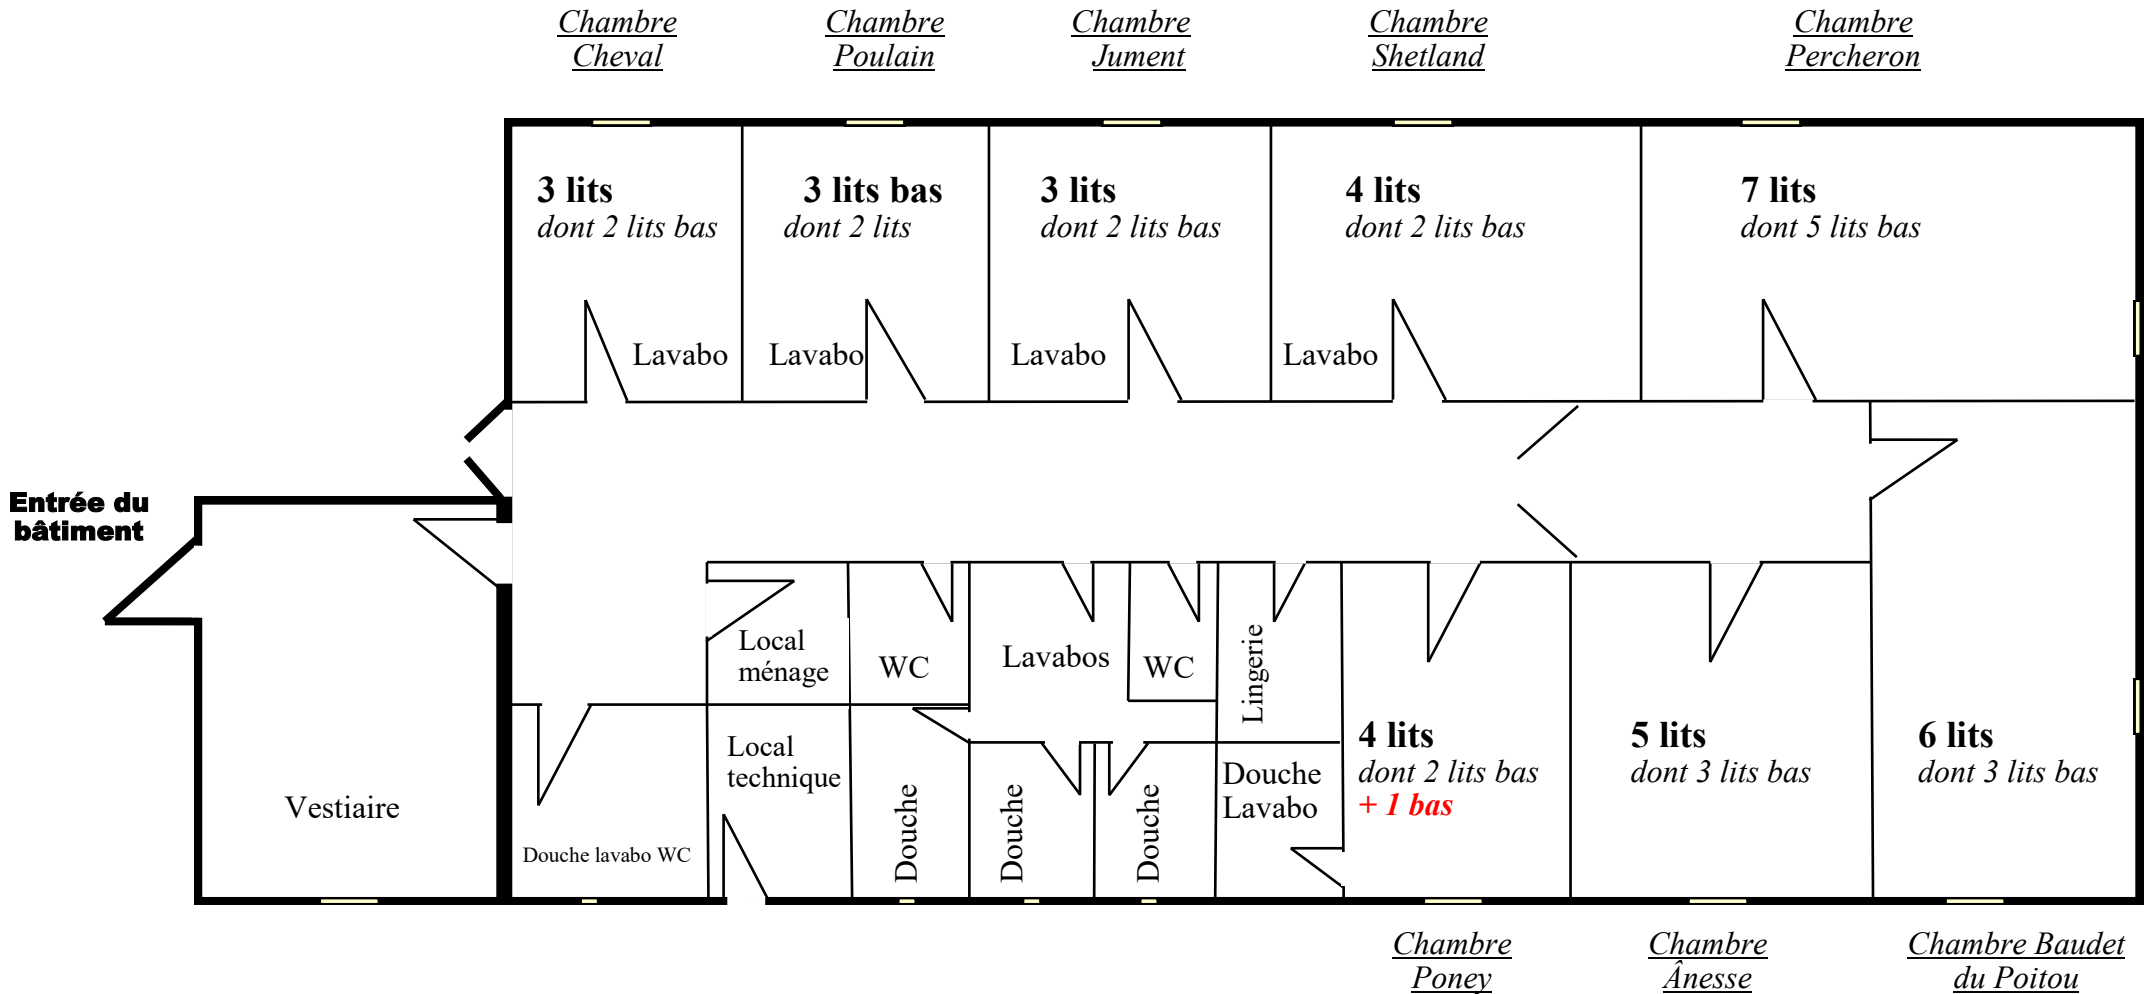 Chambre
Cheval
Chambre
Poulain
Chambre
Jument
Chambre
Shetland
Chambre
Percheron
3 lits
dont 2 lits bas
3 lits bas
dont 2 lits
3 lits
dont 2 lits bas
4 lits
dont 2 lits bas
7 lits
dont 5 lits bas
Lavabo
Lavabo
Lavabo
Lavabo
Entrée du
bâtiment
Local
ménage
WC
Lavabos
WC
Lingerie
Local
technique
Vestiaire
Douche lavabo WC
Douche
Douche
Douche
Douche
Lavabo
4 lits
dont 2 lits bas
+ 1 bas
5 lits
dont 3 lits bas
6 lits
dont 3 lits bas
Chambre
Poney
Chambre
Ânesse
Chambre Baudet
du Poitou